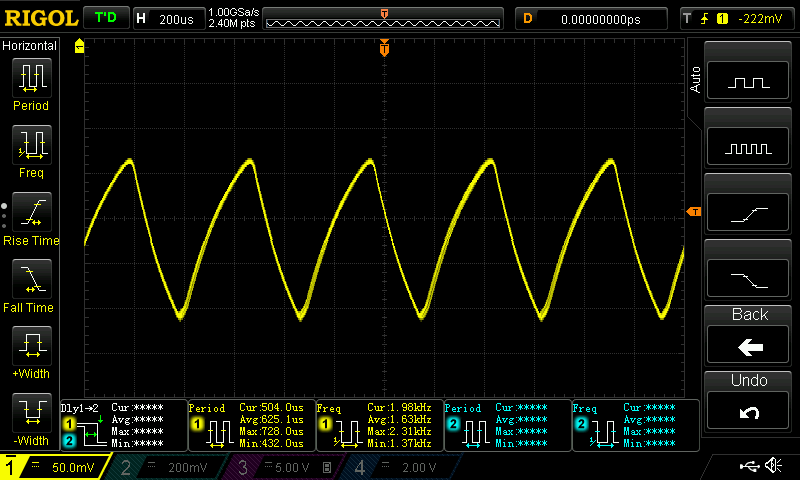 RIGOL T'D H 200us 1.00GSa/s 2.40M pts T D 0.00000000ps T 1 -222mV
Horizontal
T
Period
Freq
Rise Time
Fall Time
+Width
-Width
Auto
T
Back
Undo
Dly1→2 Cur:***** Avg:***** Max:***** Min:***** 1 2
Period Cur:504.0us Avg:625.1us Max:728.0us Min:432.0us 1
Freq Cur:1.98kHz Avg:1.63kHz Max:2.31kHz Min:1.37kHz 1
Period Cur:***** Avg:***** Max:***** Min:***** 2
Freq Cur:***** Avg:***** Max:***** Min:***** 2
1 50.0mV 2 200mV 3 5.00 V B 4 2.00 V